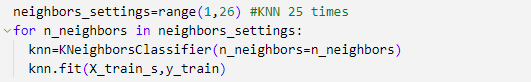 neighbors_settings=range(1,26) #KNN 25 times
for n_neighbors in neighbors_settings:
    knn=KNeighborsClassifier(n_neighbors=n_neighbors)
    knn.fit(X_train_s,y_train)